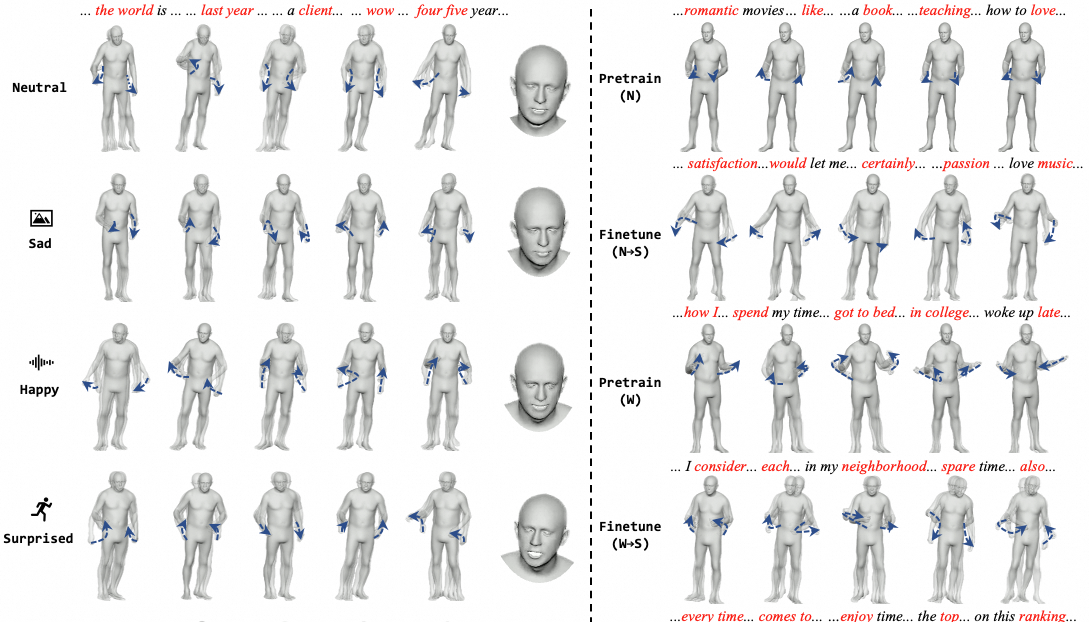 ... the world is ... ... last year ... ... a client... ... wow ... four five year...
Neutral
Sad
Happy
Surprised
...romantic movies... like... ...a book... ...teaching... how to love...
Pretrain
(N)
... satisfaction...would let me... certainly... ...passion ... love music...
Finetune
(N→S)
...how I... spend my time... got to bed... in college... woke up late...
Pretrain
(W)
... I consider... each... in my neighborhood... spare time... also...
Finetune
(W→S)
...every time... comes to... ...enjoy time... the top... on this ranking...